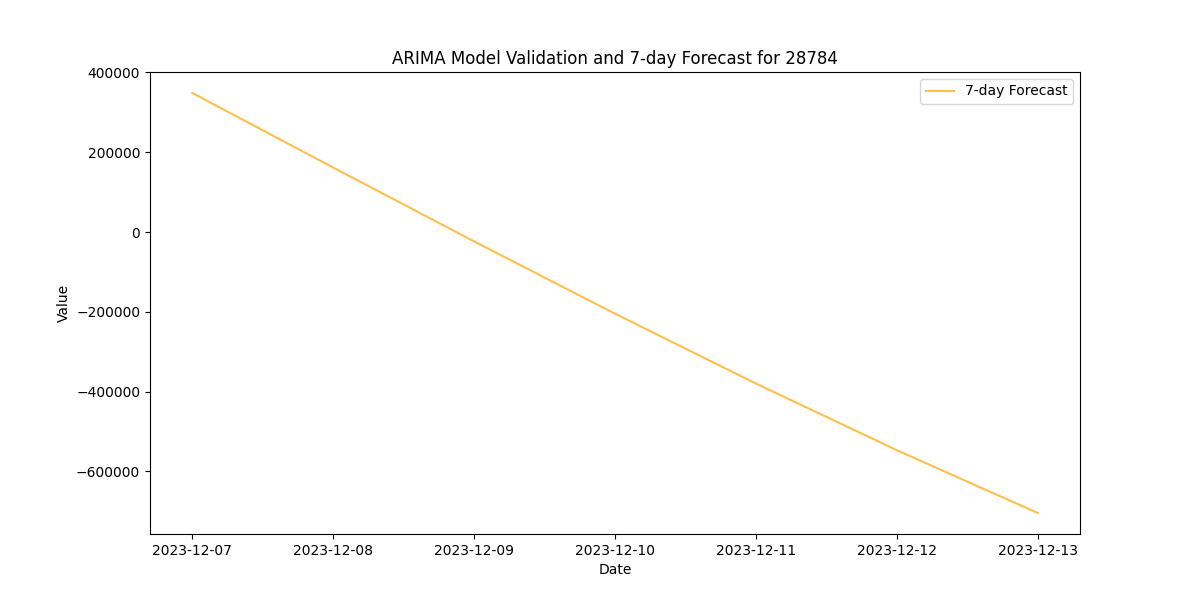 ARIMA Model Validation and 7-day Forecast for 28784
7-day Forecast
400000
200000
0
−200000
−400000
−600000
Value
2023-12-07 2023-12-08 2023-12-09 2023-12-10 2023-12-11 2023-12-12 2023-12-13
Date